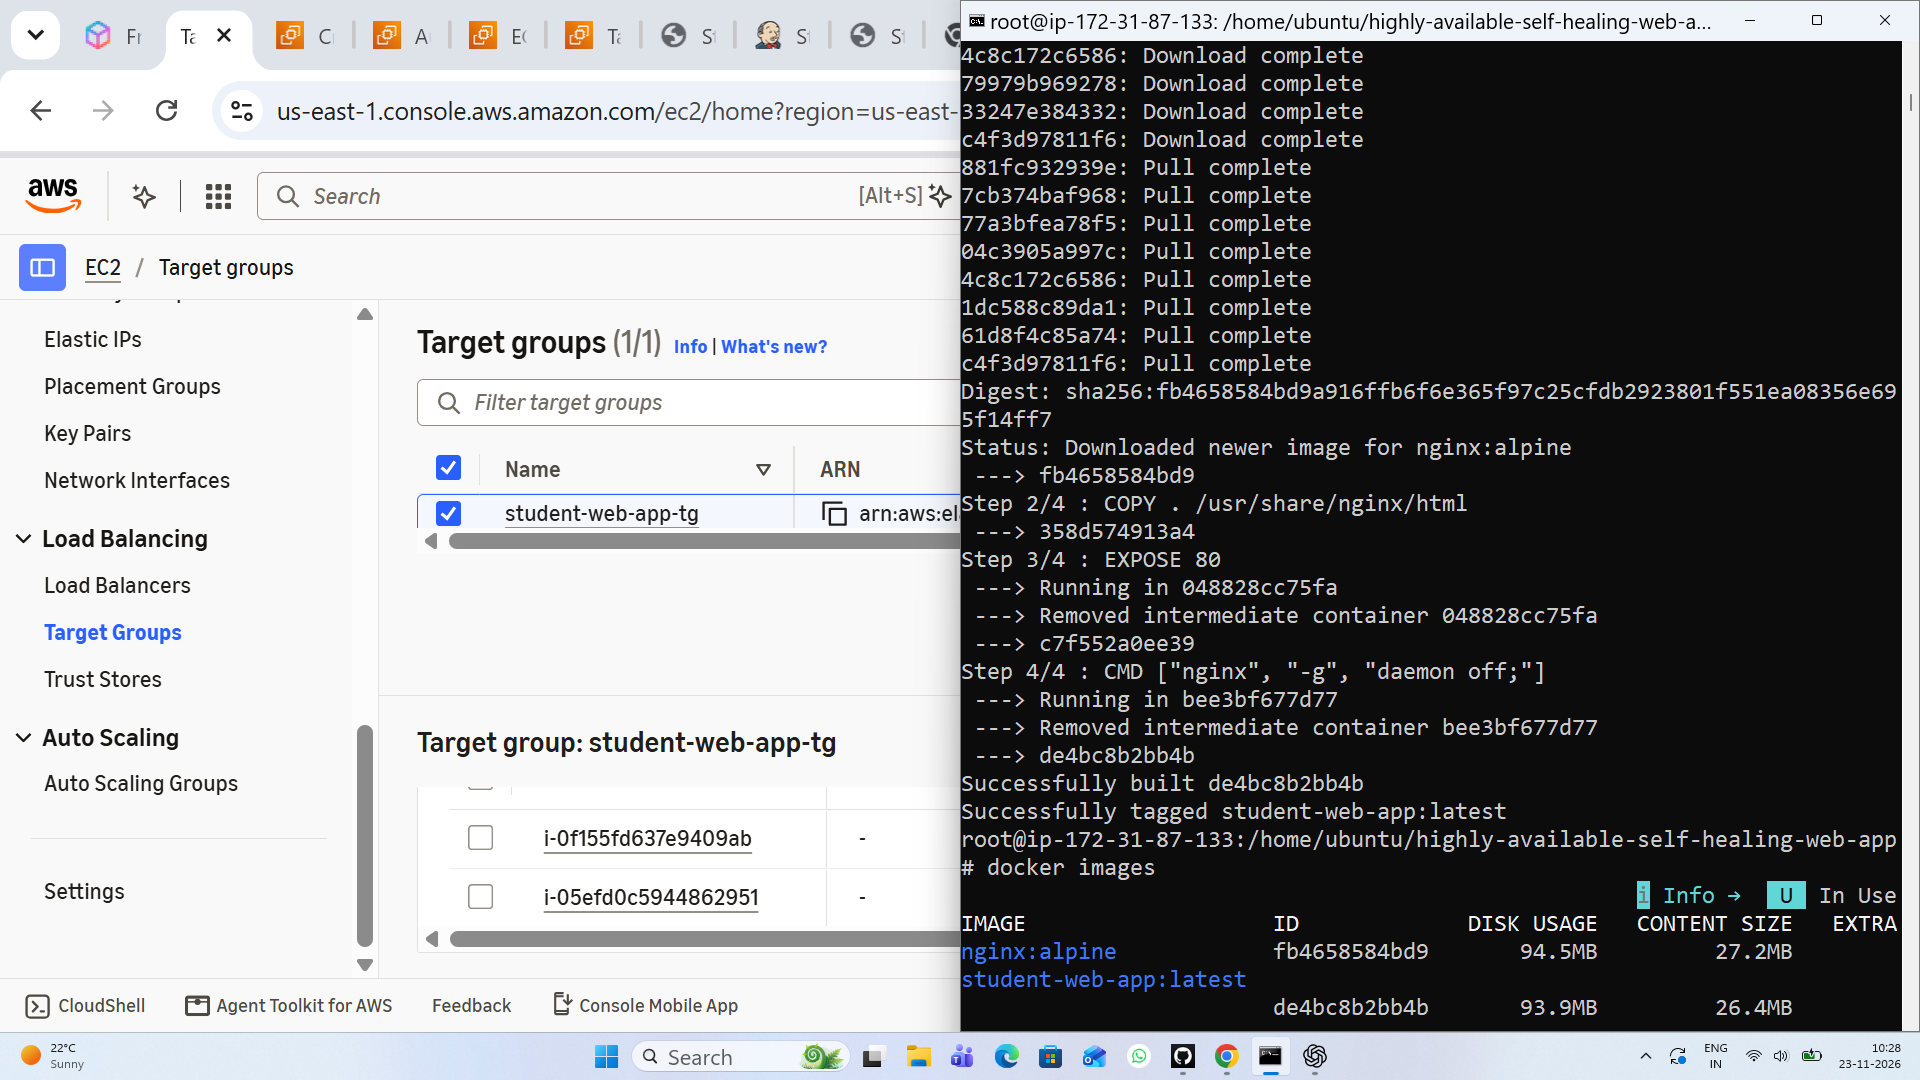 Fr
Ta
C
A
EC
Ta
St
S
St
us-east-1.console.aws.amazon.com/ec2/home?region=us-east-
aws
Search
[Alt+S]
EC2 / Target groups
Elastic IPs
Placement Groups
Key Pairs
Network Interfaces
Load Balancing
Load Balancers
Target Groups
Trust Stores
Auto Scaling
Auto Scaling Groups
Settings
Target groups (1/1) Info | What's new?
Filter target groups
Name ARN
student-web-app-tg arn:aws:el
Target group: student-web-app-tg
i-0f155fd637e9409ab -
i-05efd0c5944862951 -
CloudShell Agent Toolkit for AWS Feedback Console Mobile App
root@ip-172-31-87-133: /home/ubuntu/highly-available-self-healing-web-a...
4c8c172c6586: Download complete
79979b969278: Download complete
33247e384332: Download complete
c4f3d97811f6: Download complete
881fc932939e: Pull complete
7cb374baf968: Pull complete
77a3bfea78f5: Pull complete
04c3905a997c: Pull complete
4c8c172c6586: Pull complete
1dc588c89da1: Pull complete
61d8f4c85a74: Pull complete
c4f3d97811f6: Pull complete
Digest: sha256:fb4658584bd9a916ffb6f6e365f97c25cfdb2923801f551ea08356e69
5f14ff7
Status: Downloaded newer image for nginx:alpine
 ---> fb4658584bd9
Step 2/4 : COPY . /usr/share/nginx/html
 ---> 358d574913a4
Step 3/4 : EXPOSE 80
 ---> Running in 048828cc75fa
 ---> Removed intermediate container 048828cc75fa
 ---> c7f552a0ee39
Step 4/4 : CMD ["nginx", "-g", "daemon off;"]
 ---> Running in bee3bf677d77
 ---> Removed intermediate container bee3bf677d77
 ---> de4bc8b2bb4b
Successfully built de4bc8b2bb4b
Successfully tagged student-web-app:latest
root@ip-172-31-87-133:/home/ubuntu/highly-available-self-healing-web-app
# docker images
i Info → U In Use
IMAGE ID DISK USAGE CONTENT SIZE EXTRA
nginx:alpine fb4658584bd9 94.5MB 27.2MB
student-web-app:latest
de4bc8b2bb4b 93.9MB 26.4MB
22°C
Sunny
Search
ENG
IN
10:28
23-11-2026